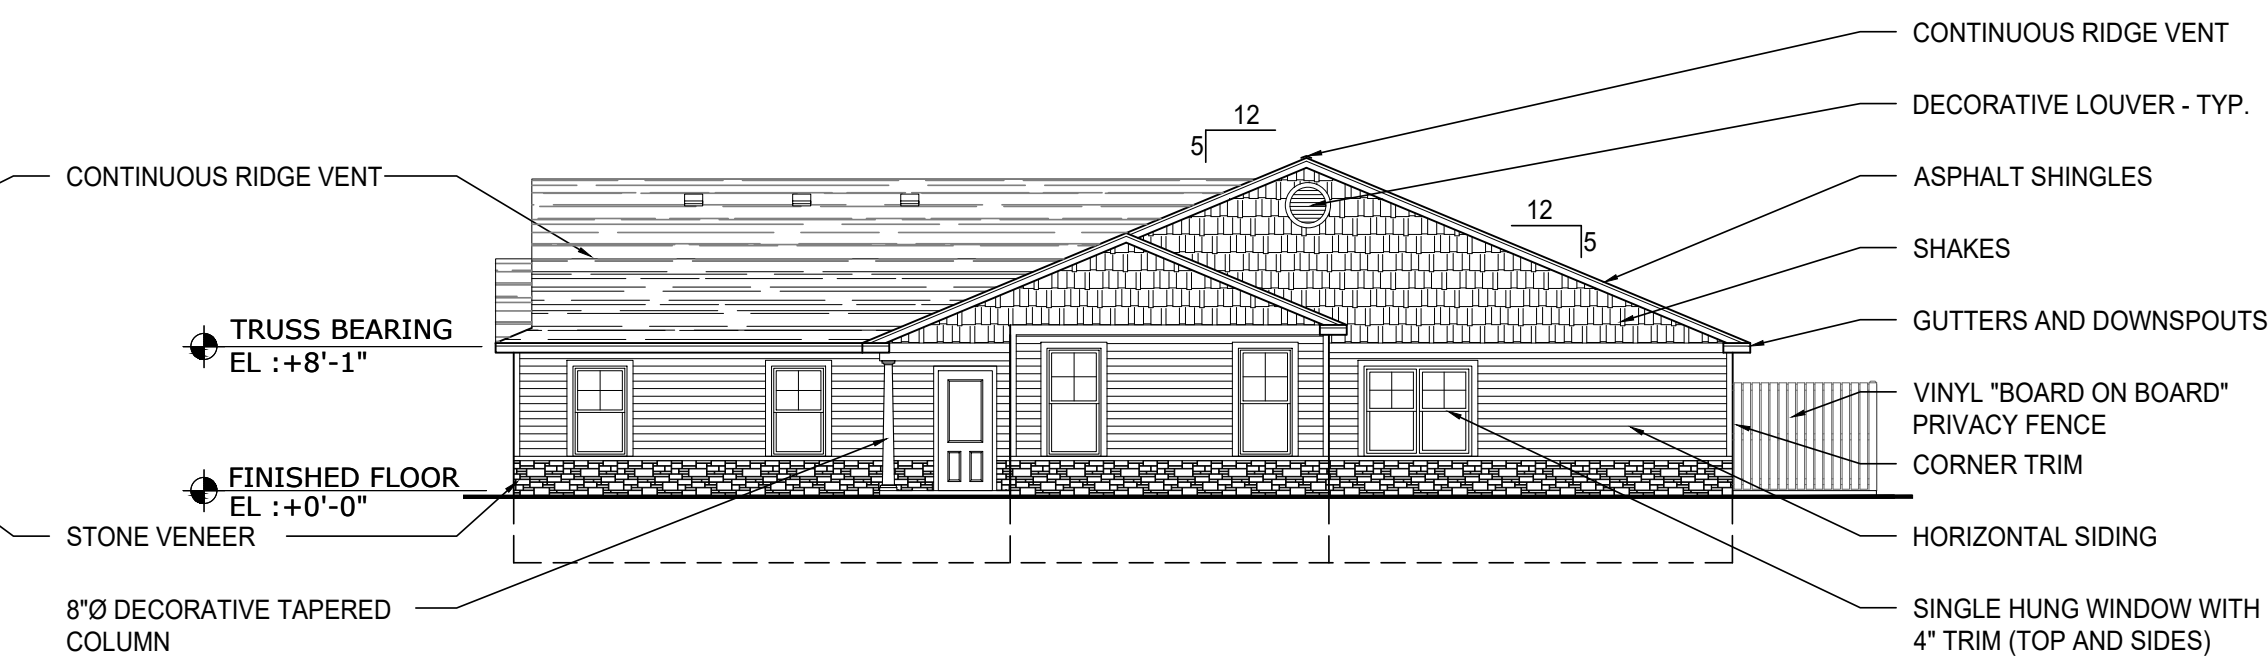 CONTINUOUS RIDGE VENT
TRUSS BEARING
EL :+8'-1"
FINISHED FLOOR
EL :+0'-0"
STONE VENEER
8"Ø DECORATIVE TAPERED
COLUMN
12
5
12
5
CONTINUOUS RIDGE VENT
DECORATIVE LOUVER - TYP.
ASPHALT SHINGLES
SHAKES
GUTTERS AND DOWNSPOUTS
VINYL "BOARD ON BOARD"
PRIVACY FENCE
CORNER TRIM
HORIZONTAL SIDING
SINGLE HUNG WINDOW WITH
4" TRIM (TOP AND SIDES)